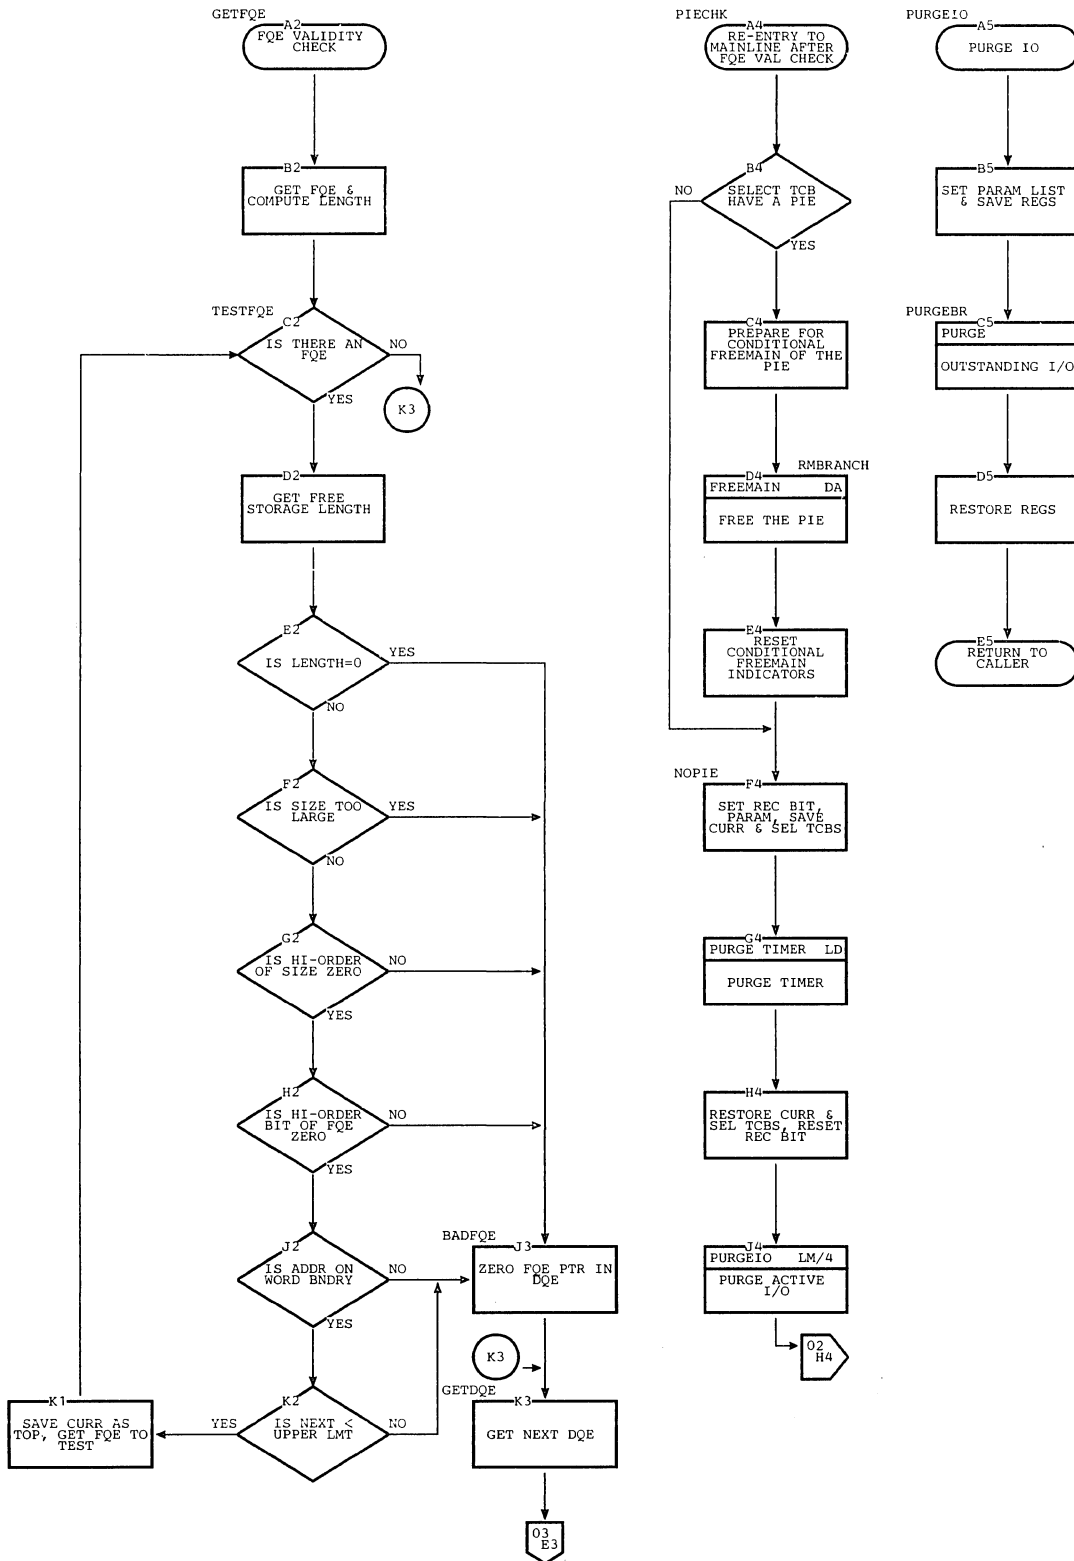 GETFQE
A2
FQE VALIDITY
CHECK
B2
GET FQE &
COMPUTE LENGTH
TESTFQE
C2
IS THERE AN
FQE
NO
YES
K3
D2
GET FREE
STORAGE LENGTH
E2
IS LENGTH=0
YES
NO
F2
IS SIZE TOO
LARGE
YES
NO
G2
IS HI-ORDER
OF SIZE ZERO
NO
YES
H2
IS HI-ORDER
BIT OF FQE
ZERO
NO
YES
J2
IS ADDR ON
WORD BNDRY
NO
YES
K2
IS NEXT <
UPPER LMT
YES
NO
K1
SAVE CURR AS
TOP, GET FQE TO
TEST
BADFQE
J3
ZERO FQE PTR IN
DQE
K3
GETDQE
K3
GET NEXT DQE
03
E3
PIECHK
A4
RE-ENTRY TO
MAINLINE AFTER
FQE VAL CHECK
B4
SELECT TCB
HAVE A PIE
NO
YES
C4
PREPARE FOR
CONDITIONAL
FREEMAIN OF THE
PIE
RMBRANCH
D4
FREEMAIN DA
FREE THE PIE
E4
RESET
CONDITIONAL
FREEMAIN
INDICATORS
NOPIE
F4
SET REC BIT,
PARAM, SAVE
CURR & SEL TCBS
G4
PURGE TIMER LD
PURGE TIMER
H4
RESTORE CURR &
SEL TCBS, RESET
REC BIT
J4
PURGEIO LM/4
PURGE ACTIVE
I/O
02
H4
PURGEIO
A5
PURGE IO
B5
SET PARAM LIST
& SAVE REGS
PURGEBR
C5
PURGE
OUTSTANDING I/O
D5
RESTORE REGS
E5
RETURN TO
CALLER